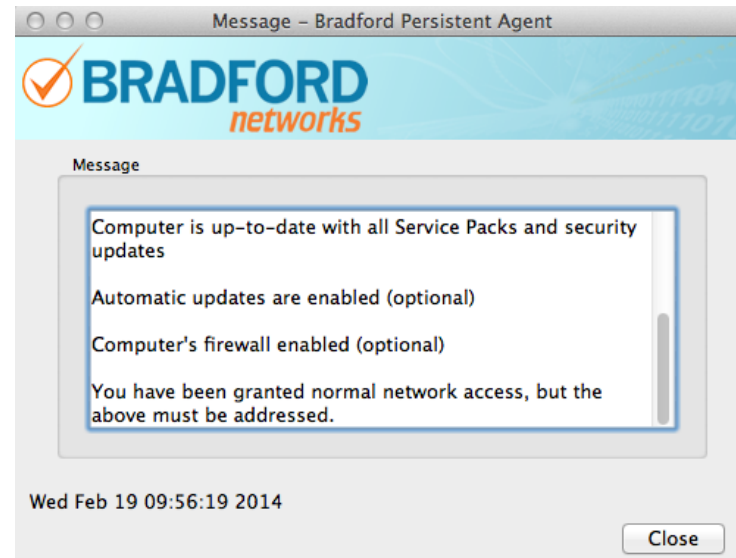 Message – Bradford Persistent Agent
BRADFORD
networks
Message
Computer is up-to-date with all Service Packs and security
updates
Automatic updates are enabled (optional)
Computer's firewall enabled (optional)
You have been granted normal network access, but the
above must be addressed.
Wed Feb 19 09:56:19 2014
Close